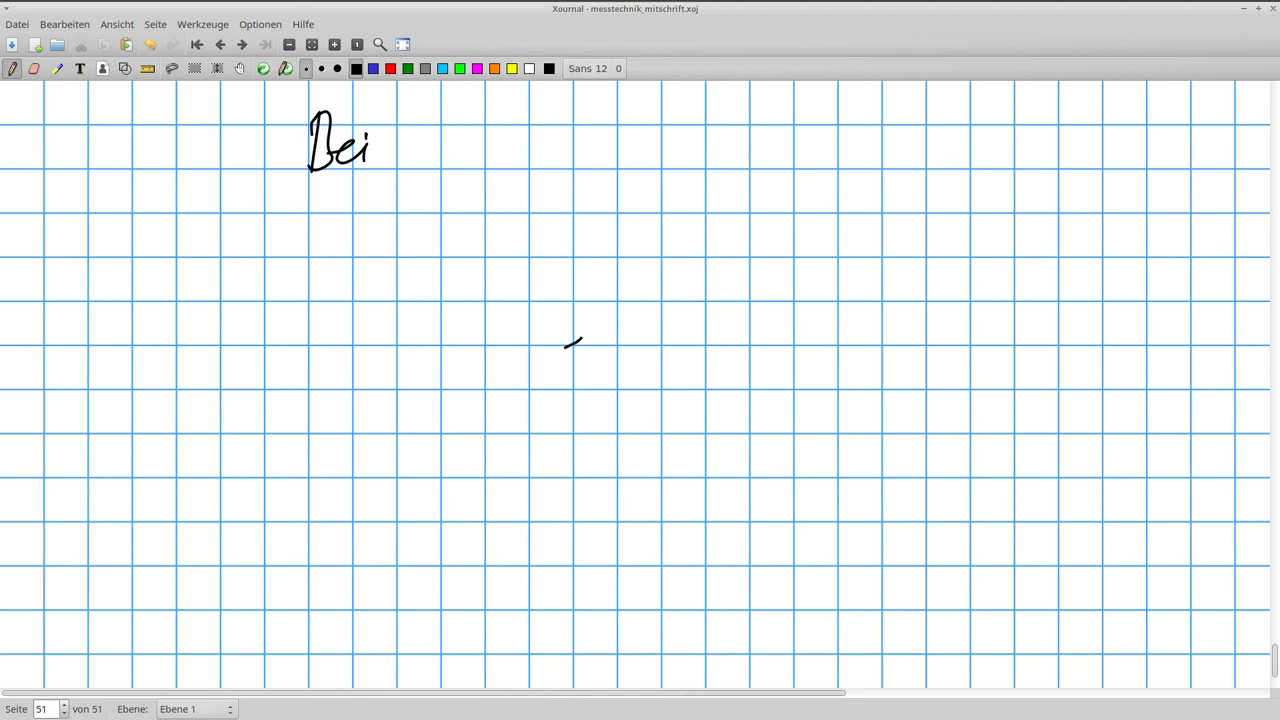 Xournal - messtechnik_mitschrift.xoj
Datei Bearbeiten Ansicht Seite Werkzeuge Optionen Hilfe
Sans 12 0
Bei
Seite 51 von 51 Ebene: Ebene 1